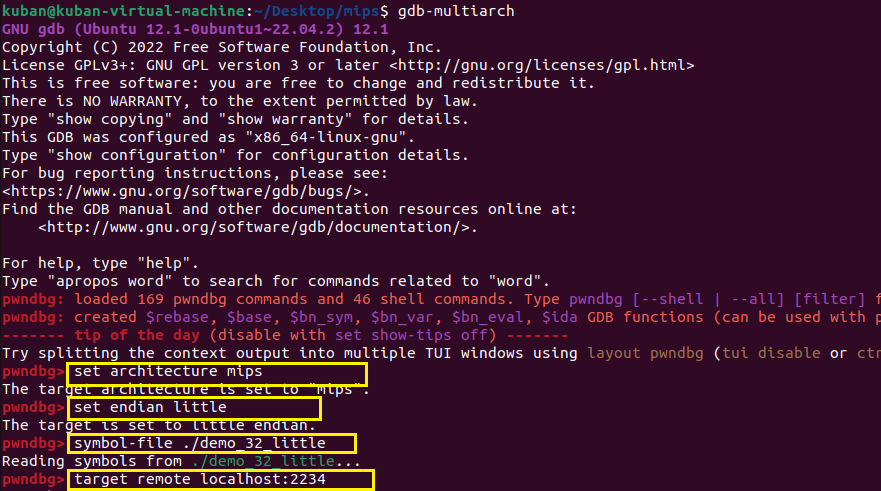 kuban@kuban-virtual-machine:~/Desktop/mips$ gdb-multiarch
GNU gdb (Ubuntu 12.1-0ubuntu1~22.04.2) 12.1
Copyright (C) 2022 Free Software Foundation, Inc.
License GPLv3+: GNU GPL version 3 or later <http://gnu.org/licenses/gpl.html>
This is free software: you are free to change and redistribute it.
There is NO WARRANTY, to the extent permitted by law.
Type "show copying" and "show warranty" for details.
This GDB was configured as "x86_64-linux-gnu".
Type "show configuration" for configuration details.
For bug reporting instructions, please see:
<https://www.gnu.org/software/gdb/bugs/>.
Find the GDB manual and other documentation resources online at:
<http://www.gnu.org/software/gdb/documentation/>.
For help, type "help".
Type "apropos word" to search for commands related to "word".
pwndbg: loaded 169 pwndbg commands and 46 shell commands. Type pwndbg [--shell | --all] [filter] f
pwndbg: created $rebase, $base, $bn_sym, $bn_var, $bn_eval, $ida GDB functions (can be used with p
------- tip of the day (disable with set show-tips off) -------
Try splitting the context output into multiple TUI windows using layout pwndbg (tui disable or ctr
pwndbg> set architecture mips
The target architecture is set to "mips".
pwndbg> set endian little
The target is set to little endian.
pwndbg> symbol-file ./demo_32_little
Reading symbols from ./demo_32_little...
pwndbg> target remote localhost:2234